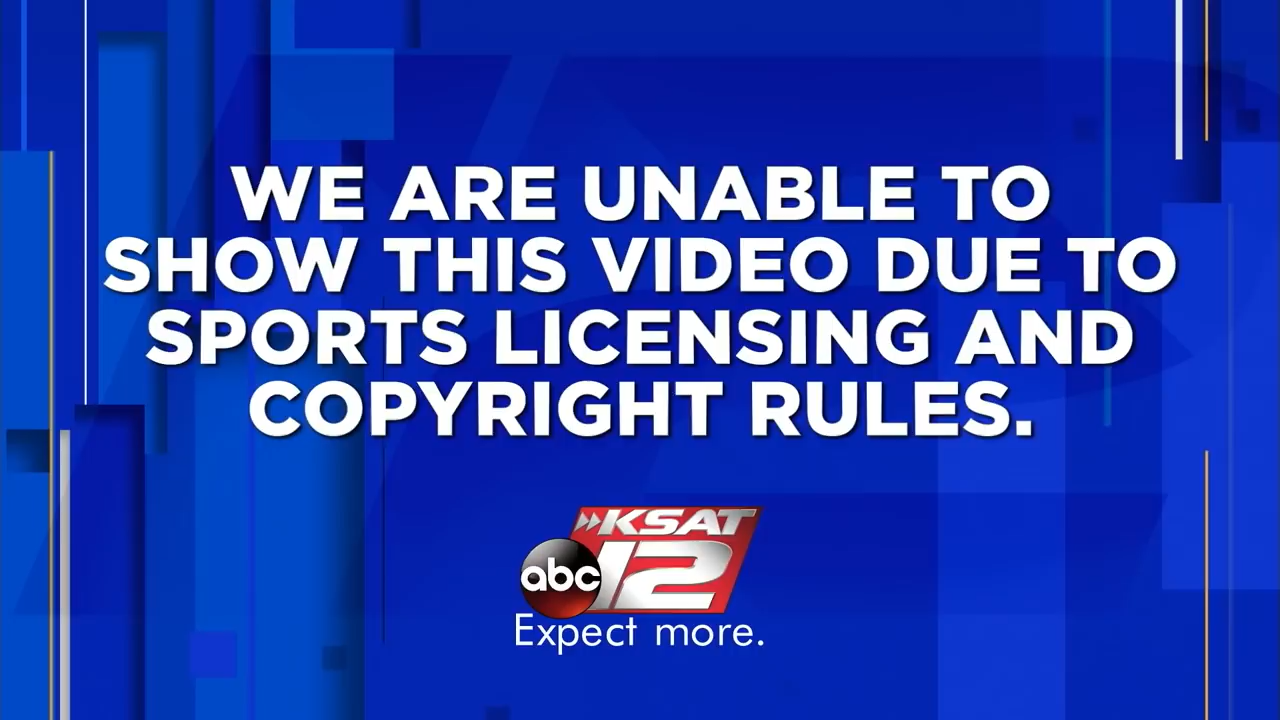 WE ARE UNABLE TO
SHOW THIS VIDEO DUE TO
SPORTS LICENSING AND
COPYRIGHT RULES.
KSAT
abc 12
Expect more.